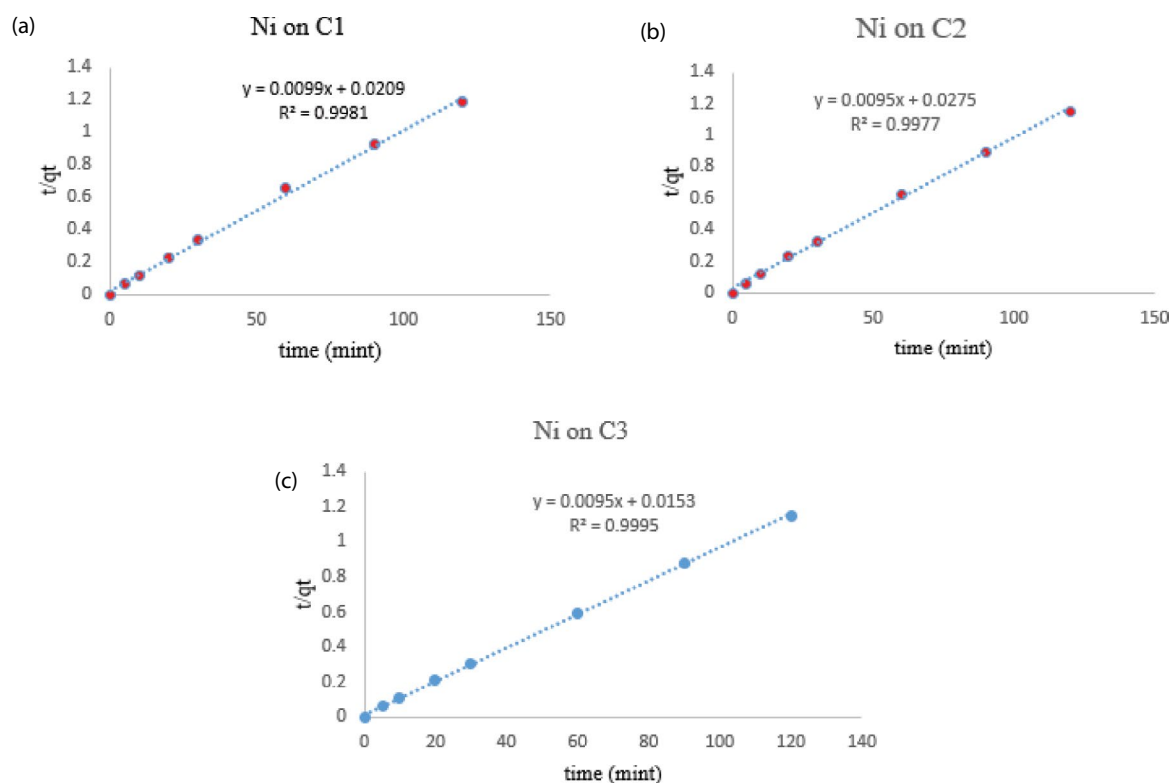 (a)
Ni on C1
y = 0.0099x + 0.0209
R² = 0.9981
1.4
1.2
1
0.8
0.6
0.4
0.2
0
t/qt
0 50 100 150
time (mint)
(b)
Ni on C2
y = 0.0095x + 0.0275
R² = 0.9977
1.4
1.2
1
0.8
0.6
0.4
0.2
0
t/qt
0 50 100 150
time (mint)
(c)
Ni on C3
y = 0.0095x + 0.0153
R² = 0.9995
1.4
1.2
1
0.8
0.6
0.4
0.2
0
t/qt
0 20 40 60 80 100 120 140
time (mint)